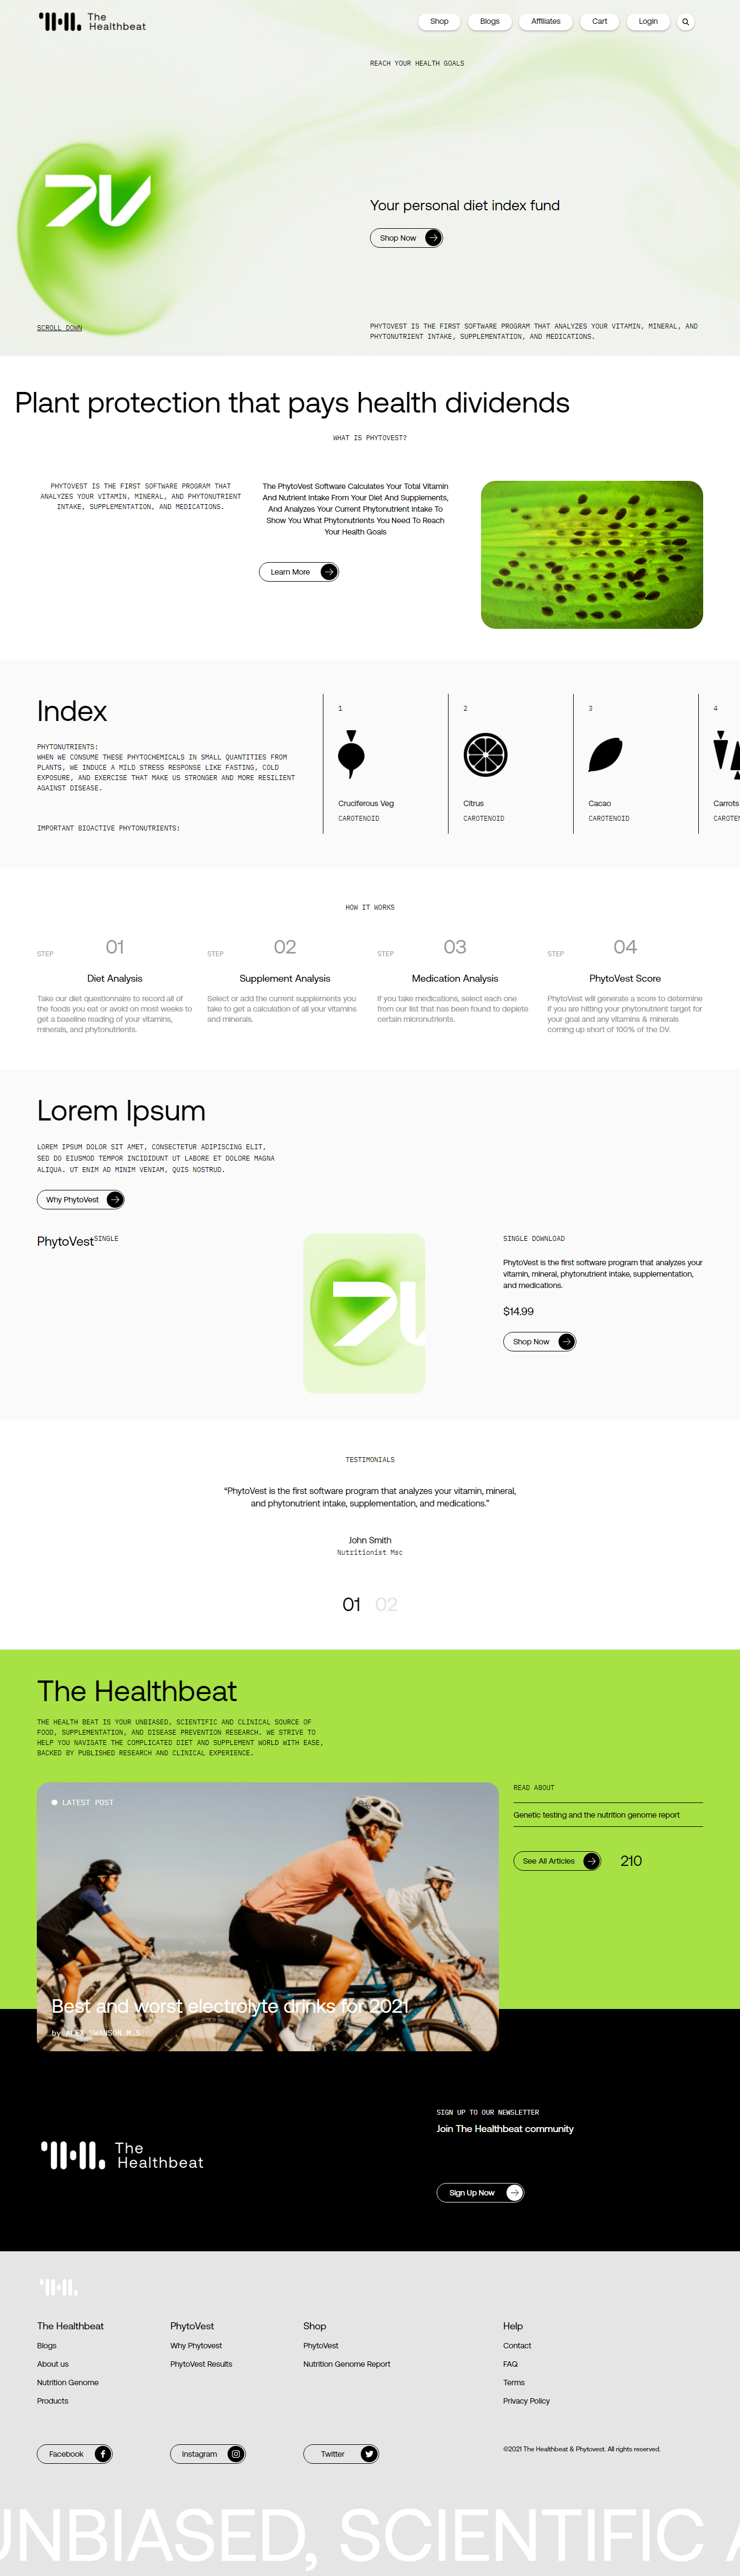 The
Healthbeat
Shop
Blogs
Affiliates
Cart
Login
REACH YOUR HEALTH GOALS
Your personal diet index fund
Shop Now
SCROLL DOWN
PHYTOVEST IS THE FIRST SOFTWARE PROGRAM THAT ANALYZES YOUR VITAMIN, MINERAL, AND
PHYTONUTRIENT INTAKE, SUPPLEMENTATION, AND MEDICATIONS.
Plant protection that pays health dividends
WHAT IS PHYTOVEST?
PHYTOVEST IS THE FIRST SOFTWARE PROGRAM THAT
ANALYZES YOUR VITAMIN, MINERAL, AND PHYTONUTRIENT
INTAKE, SUPPLEMENTATION, AND MEDICATIONS.
The PhytoVest Software Calculates Your Total Vitamin
And Nutrient Intake From Your Diet And Supplements,
And Analyzes Your Current Phytonutrient Intake To
Show You What Phytonutrients You Need To Reach
Your Health Goals
Learn More
Index
PHYTONUTRIENTS:
WHEN WE CONSUME THESE PHYTOCHEMICALS IN SMALL QUANTITIES FROM
PLANTS, WE INDUCE A MILD STRESS RESPONSE LIKE FASTING, COLD
EXPOSURE, AND EXERCISE THAT MAKE US STRONGER AND MORE RESILIENT
AGAINST DISEASE.
IMPORTANT BIOACTIVE PHYTONUTRIENTS:
1
Cruciferous Veg
CAROTENOID
2
Citrus
CAROTENOID
3
Cacao
CAROTENOID
4
Carrots
CAROTEN
HOW IT WORKS
STEP 01
Diet Analysis
Take our diet questionnaire to record all of
the foods you eat or avoid on most weeks to
get a baseline reading of your vitamins,
minerals, and phytonutrients.
STEP 02
Supplement Analysis
Select or add the current supplements you
take to get a calculation of all your vitamins
and minerals.
STEP 03
Medication Analysis
If you take medications, select each one
from our list that has been found to deplete
certain micronutrients.
STEP 04
PhytoVest Score
PhytoVest will generate a score to determine
if you are hitting your phytonutrient target for
your goal and any vitamins & minerals
coming up short of 100% of the DV.
Lorem Ipsum
LOREM IPSUM DOLOR SIT AMET, CONSECTETUR ADIPISCING ELIT,
SED DO EIUSMOD TEMPOR INCIDIDUNT UT LABORE ET DOLORE MAGNA
ALIQUA. UT ENIM AD MINIM VENIAM, QUIS NOSTRUD.
Why PhytoVest
PhytoVest SINGLE
SINGLE DOWNLOAD
PhytoVest is the first software program that analyzes your
vitamin, mineral, phytonutrient intake, supplementation,
and medications.
$14.99
Shop Now
TESTIMONIALS
“PhytoVest is the first software program that analyzes your vitamin, mineral,
and phytonutrient intake, supplementation, and medications.”
John Smith
Nutritionist Msc
01 02
The Healthbeat
THE HEALTH BEAT IS YOUR UNBIASED, SCIENTIFIC AND CLINICAL SOURCE OF
FOOD, SUPPLEMENTATION, AND DISEASE PREVENTION RESEARCH. WE STRIVE TO
HELP YOU NAVIGATE THE COMPLICATED DIET AND SUPPLEMENT WORLD WITH EASE,
BACKED BY PUBLISHED RESEARCH AND CLINICAL EXPERIENCE.
LATEST POST
Best and worst electrolyte drinks for 2021
by ALEX SWANSON M.S
READ ABOUT
Genetic testing and the nutrition genome report
See All Articles
210
The
Healthbeat
SIGN UP TO OUR NEWSLETTER
Join The Healthbeat community
Sign Up Now
The Healthbeat
Blogs
About us
Nutrition Genome
Products
PhytoVest
Why Phytovest
PhytoVest Results
Shop
PhytoVest
Nutrition Genome Report
Help
Contact
FAQ
Terms
Privacy Policy
Facebook
Instagram
Twitter
©2021 The Healthbeat & Phytovest. All rights reserved.
UNBIASED, SCIENTIFIC A